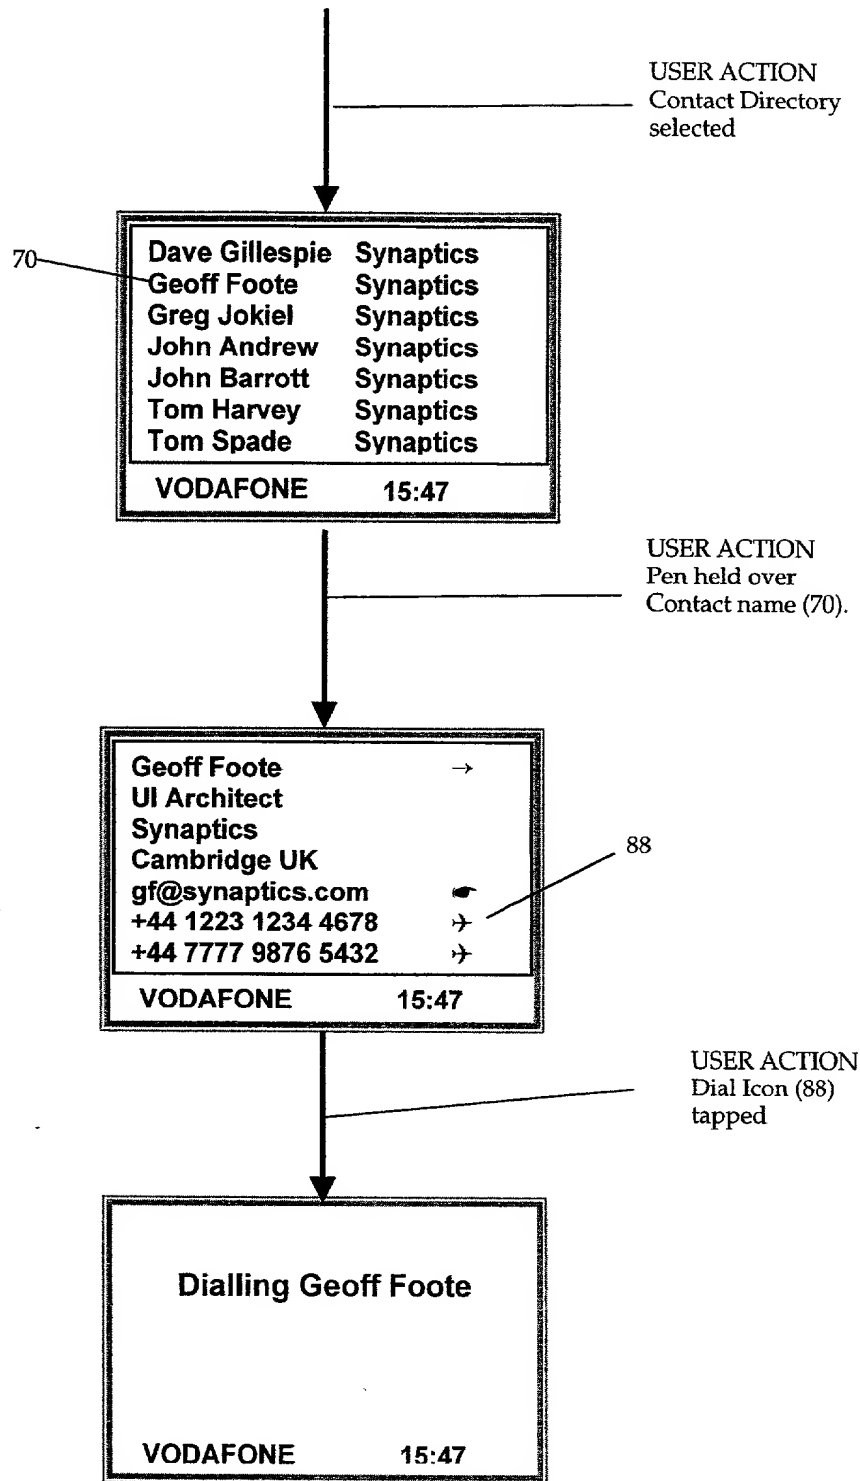 USER ACTION
Contact Directory
selected
70
Dave Gillespie Synaptics
Geoff Foote Synaptics
Greg Jokiel Synaptics
John Andrew Synaptics
John Barrott Synaptics
Tom Harvey Synaptics
Tom Spade Synaptics
VODAFONE 15:47
USER ACTION
Pen held over
Contact name (70).
Geoff Foote →
UI Architect
Synaptics
Cambridge UK
gf@synaptics.com ☛
+44 1223 1234 4678 ✈
+44 7777 9876 5432 ✈
88
VODAFONE 15:47
USER ACTION
Dial Icon (88)
tapped
Dialling Geoff Foote
VODAFONE 15:47